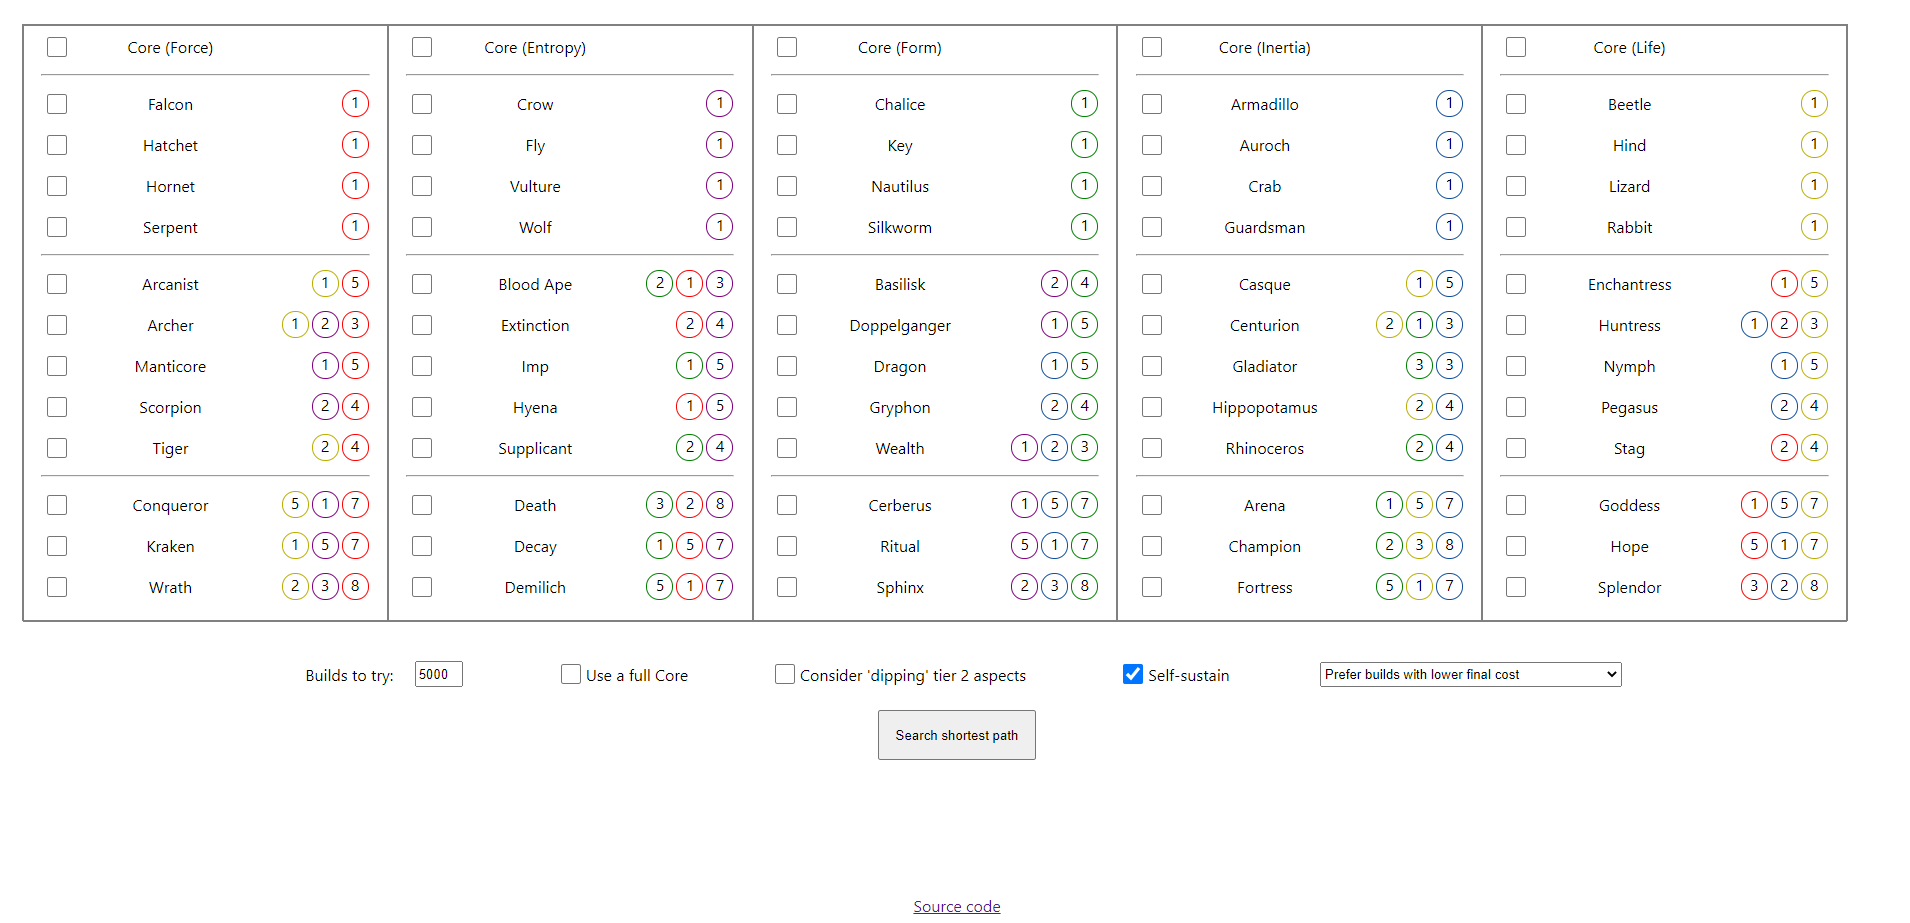 Core (Force) Core (Entropy) Core (Form) Core (Inertia) Core (Life)
Falcon 1 Crow 1 Chalice 1 Armadillo 1 Beetle 1
Hatchet 1 Fly 1 Key 1 Auroch 1 Hind 1
Hornet 1 Vulture 1 Nautilus 1 Crab 1 Lizard 1
Serpent 1 Wolf 1 Silkworm 1 Guardsman 1 Rabbit 1
Arcanist 1 5 Blood Ape 2 1 3 Basilisk 2 4 Casque 1 5 Enchantress 1 5
Archer 1 2 3 Extinction 2 4 Doppelganger 1 5 Centurion 2 1 3 Huntress 1 2 3
Manticore 1 5 Imp 1 5 Dragon 1 5 Gladiator 3 3 Nymph 1 5
Scorpion 2 4 Hyena 1 5 Gryphon 2 4 Hippopotamus 2 4 Pegasus 2 4
Tiger 2 4 Supplicant 2 4 Wealth 1 2 3 Rhinoceros 2 4 Stag 2 4
Conqueror 5 1 7 Death 3 2 8 Cerberus 1 5 7 Arena 1 5 7 Goddess 1 5 7
Kraken 1 5 7 Decay 1 5 7 Ritual 5 1 7 Champion 2 3 8 Hope 5 1 7
Wrath 2 3 8 Demilich 5 1 7 Sphinx 2 3 8 Fortress 5 1 7 Splendor 3 2 8
Builds to try: 5000 Use a full Core Consider 'dipping' tier 2 aspects Self-sustain Prefer builds with lower final cost
Search shortest path
Source code